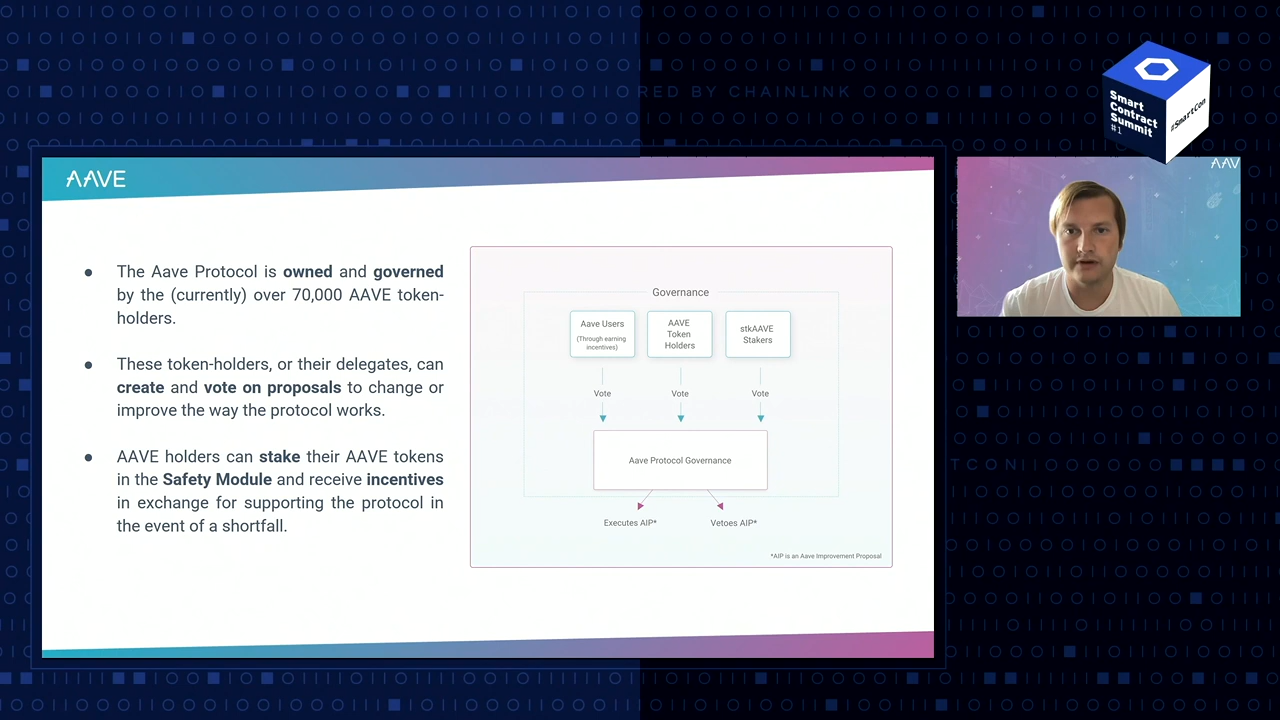 RED BY CHAINLINK
Smart
Contract
Summit
#1
#SmartCon
AAVE
AAV
● The Aave Protocol is owned and governed
by the (currently) over 70,000 AAVE token-
holders.
● These token-holders, or their delegates, can
create and vote on proposals to change or
improve the way the protocol works.
● AAVE holders can stake their AAVE tokens
in the Safety Module and receive incentives
in exchange for supporting the protocol in
the event of a shortfall.
Governance
Aave Users
(Through earning
incentives)
AAVE
Token
Holders
stkAAVE
Stakers
Vote
Vote
Vote
Aave Protocol Governance
Executes AIP*
Vetoes AIP*
*AIP is an Aave Improvement Proposal
TCON